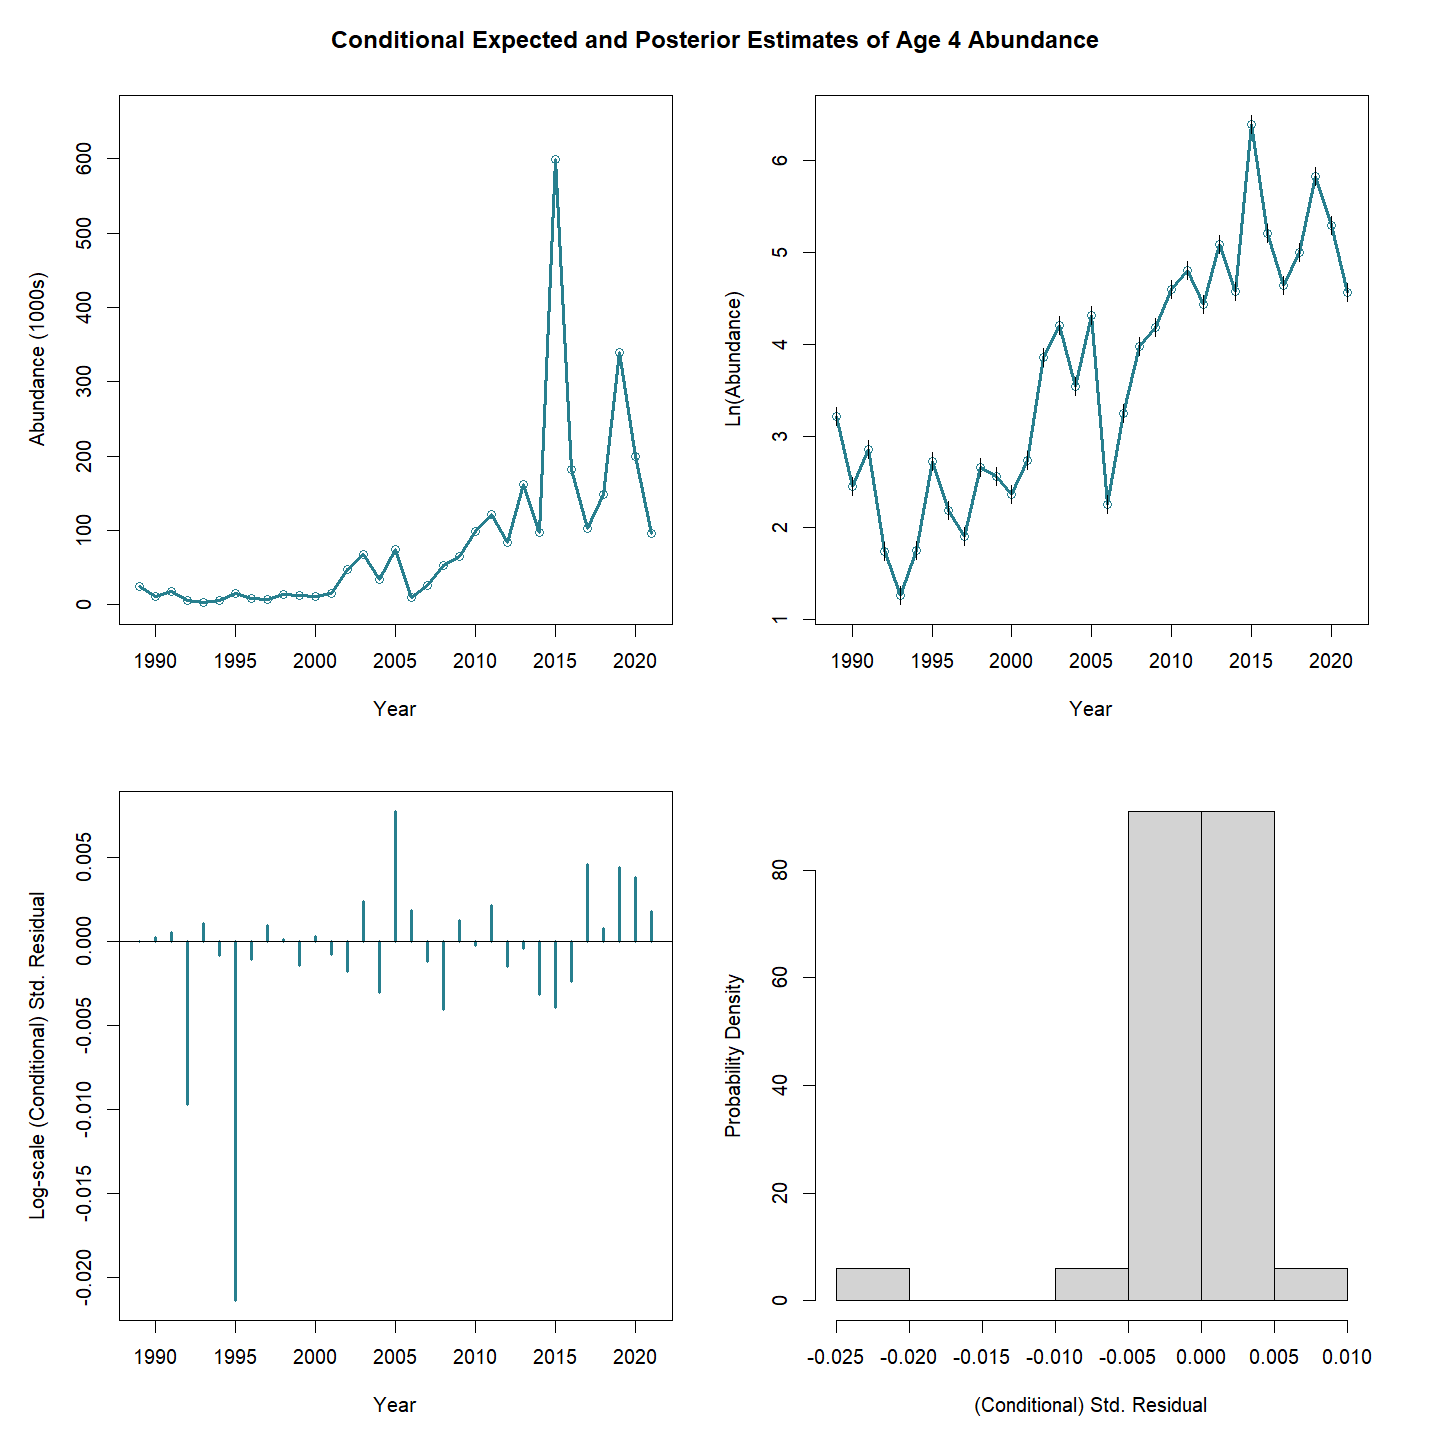 Conditional Expected and Posterior Estimates of Age 4 Abundance
Abundance (1000s)
600
500
400
300
200
100
0
1990 1995 2000 2005 2010 2015 2020
Year
Ln(Abundance)
6
5
4
3
2
1
1990 1995 2000 2005 2010 2015 2020
Year
Log-scale (Conditional) Std. Residual
0.005
0.000
-0.005
-0.010
-0.015
-0.020
1990 1995 2000 2005 2010 2015 2020
Year
Probability Density
80
60
40
20
0
-0.025 -0.020 -0.015 -0.010 -0.005 0.000 0.005 0.010
(Conditional) Std. Residual